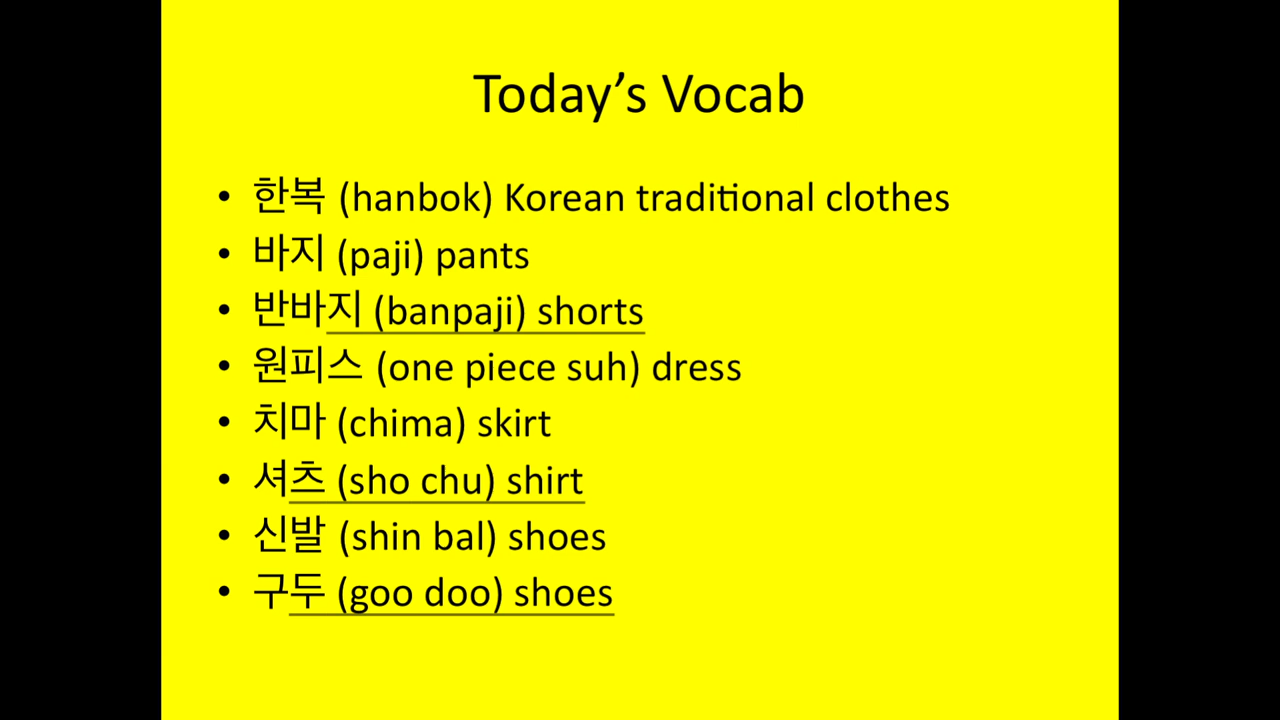 Today’s Vocab
• 한복 (hanbok) Korean traditional clothes
• 바지 (paji) pants
• 반바지 (banpaji) shorts
• 원피스 (one piece suh) dress
• 치마 (chima) skirt
• 셔츠 (sho chu) shirt
• 신발 (shin bal) shoes
• 구두 (goo doo) shoes